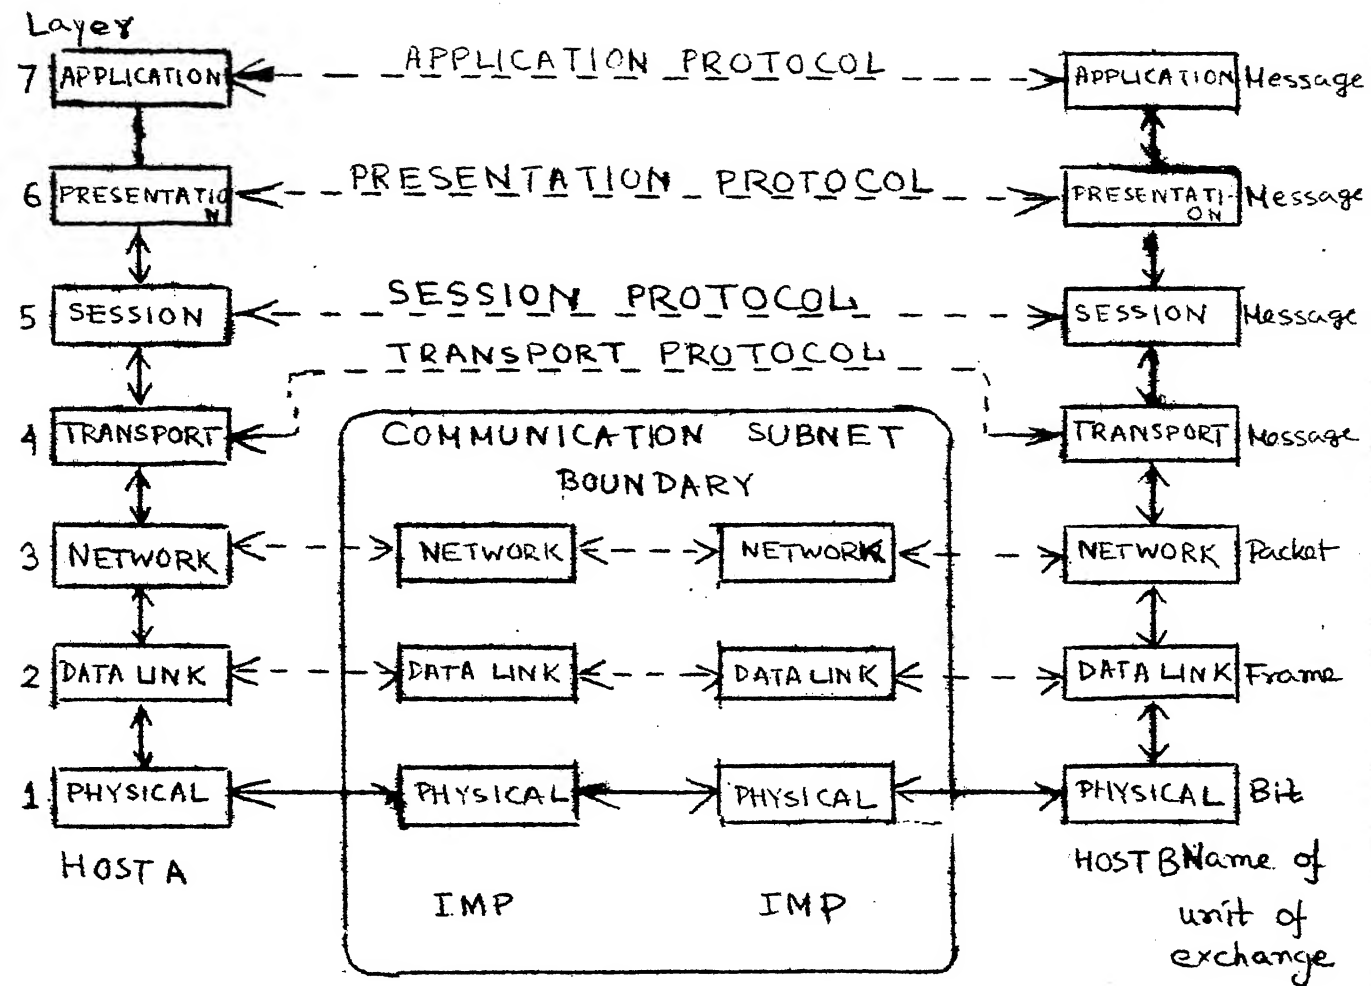 Layer
7 APPLICATION APPLICATION PROTOCOL APPLICATION Message
6 PRESENTATIO
N PRESENTATION PROTOCOL PRESENTATI-
ON Message
5 SESSION SESSION PROTOCOL SESSION Message
TRANSPORT PROTOCOL
4 TRANSPORT COMMUNICATION SUBNET TRANSPORT Message
BOUNDARY
3 NETWORK NETWORK NETWORK NETWORK Packet
2 DATA LINK DATA LINK DATA LINK DATA LINK Frame
1 PHYSICAL PHYSICAL PHYSICAL PHYSICAL Bit
HOST A IMP IMP HOST B Name of
unit of
exchange